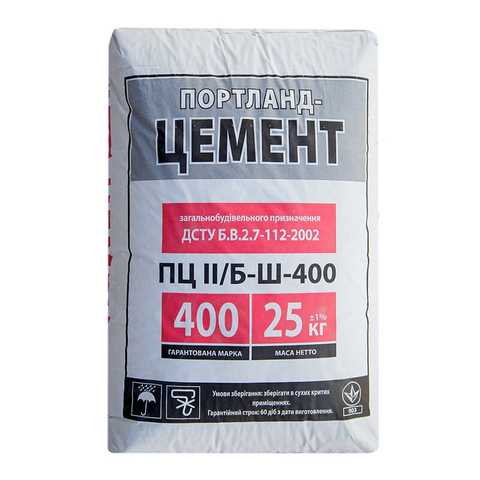 ПОРТЛАНД-
ЦЕМЕНТ
загальнобудівельного призначення
ДСТУ Б.В.2.7-112-2002
ПЦ II/Б-Ш-400
400
ГАРАНТОВАНА МАРКА
25 ±1% КГ
МАСА НЕТТО
Умови зберігання: зберігати в сухих критих
приміщеннях.
Гарантійний строк: 60 діб з дати виготовлення.